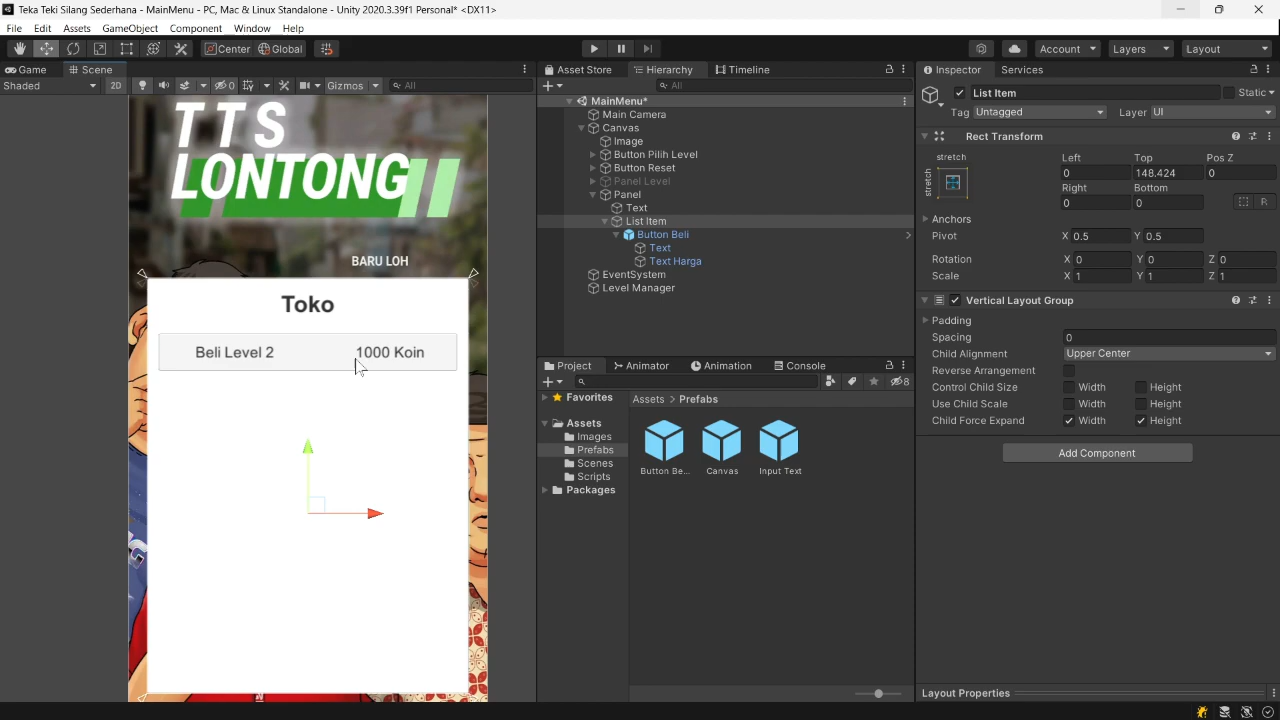 Teka Teki Silang Sederhana - MainMenu - PC, Mac & Linux Standalone - Unity 2020.3.39f1 Personal* <DX11>
File Edit Assets GameObject Component Window Help
Center Global Account Layers Layout
Game Scene
Shaded 2D 0 Gizmos All
T T S
LONTONG
BARU LOH
Toko
Beli Level 2 1000 Koin
Asset Store Hierarchy Timeline
All
MainMenu*
Main Camera
Canvas
Image
Button Pilih Level
Button Reset
Panel Level
Panel
Text
List Item
Button Beli
Text
Text Harga
EventSystem
Level Manager
Project Animator Animation Console
8
Favorites
Assets
Images
Prefabs
Scenes
Scripts
Packages
Assets > Prefabs
Button Be... Canvas Input Text
Inspector Services
List Item Static
Tag Untagged Layer UI
Rect Transform
stretch
stretch
Left Top Pos Z
0 148.424 0
Right Bottom
0 0 R
Anchors
Pivot X 0.5 Y 0.5
Rotation X 0 Y 0 Z 0
Scale X 1 Y 1 Z 1
Vertical Layout Group
Padding
Spacing 0
Child Alignment Upper Center
Reverse Arrangement
Control Child Size Width Height
Use Child Scale Width Height
Child Force Expand Width Height
Add Component
Layout Properties